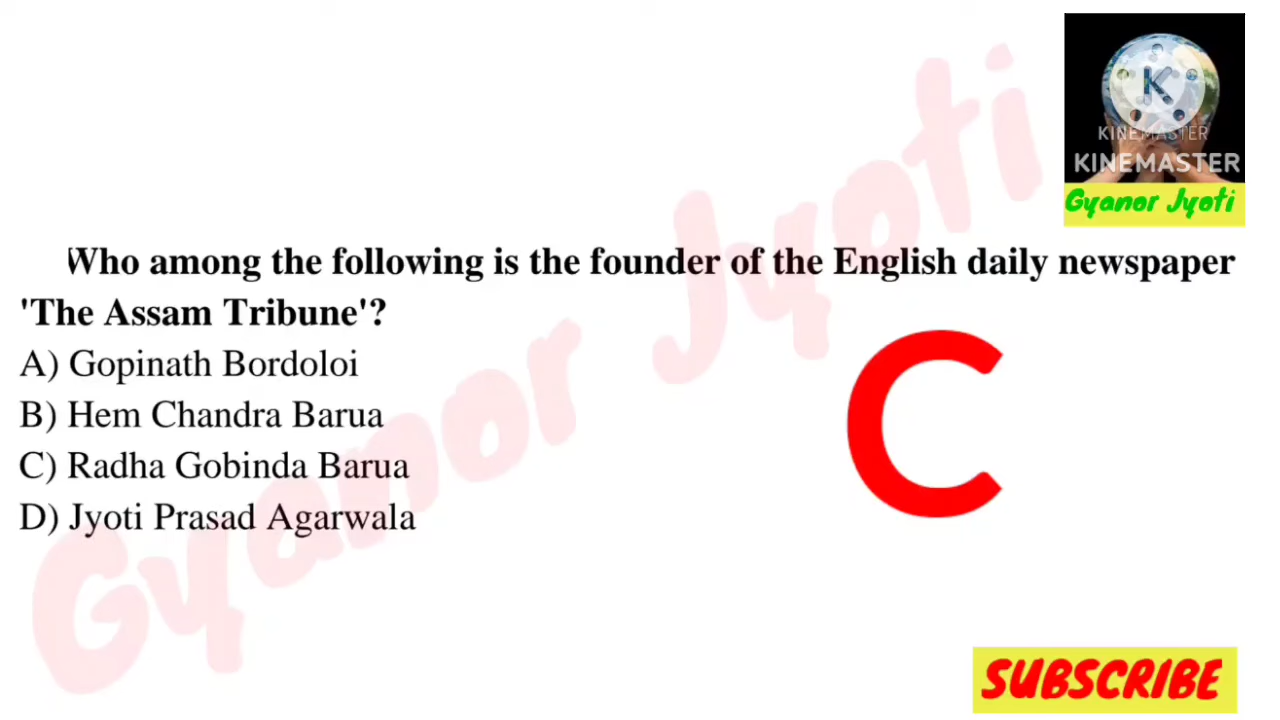 K
KINEMASTER
KINEMASTER
Gyanor Jyoti
Who among the following is the founder of the English daily newspaper
'The Assam Tribune'?
A) Gopinath Bordoloi
B) Hem Chandra Barua
C) Radha Gobinda Barua
D) Jyoti Prasad Agarwala
C
Gyanor Jyoti
SUBSCRIBE